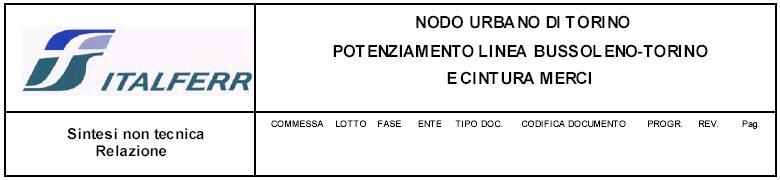 ITALFERR
NODO URBANO DI TORINO
POTENZIAMENTO LINEA BUSSOLENO-TORINO
E CINTURA MERCI
Sintesi non tecnica
Relazione
COMMESSA LOTTO FASE ENTE TIPO DOC. CODIFICA DOCUMENTO PROGR. REV. Pag.